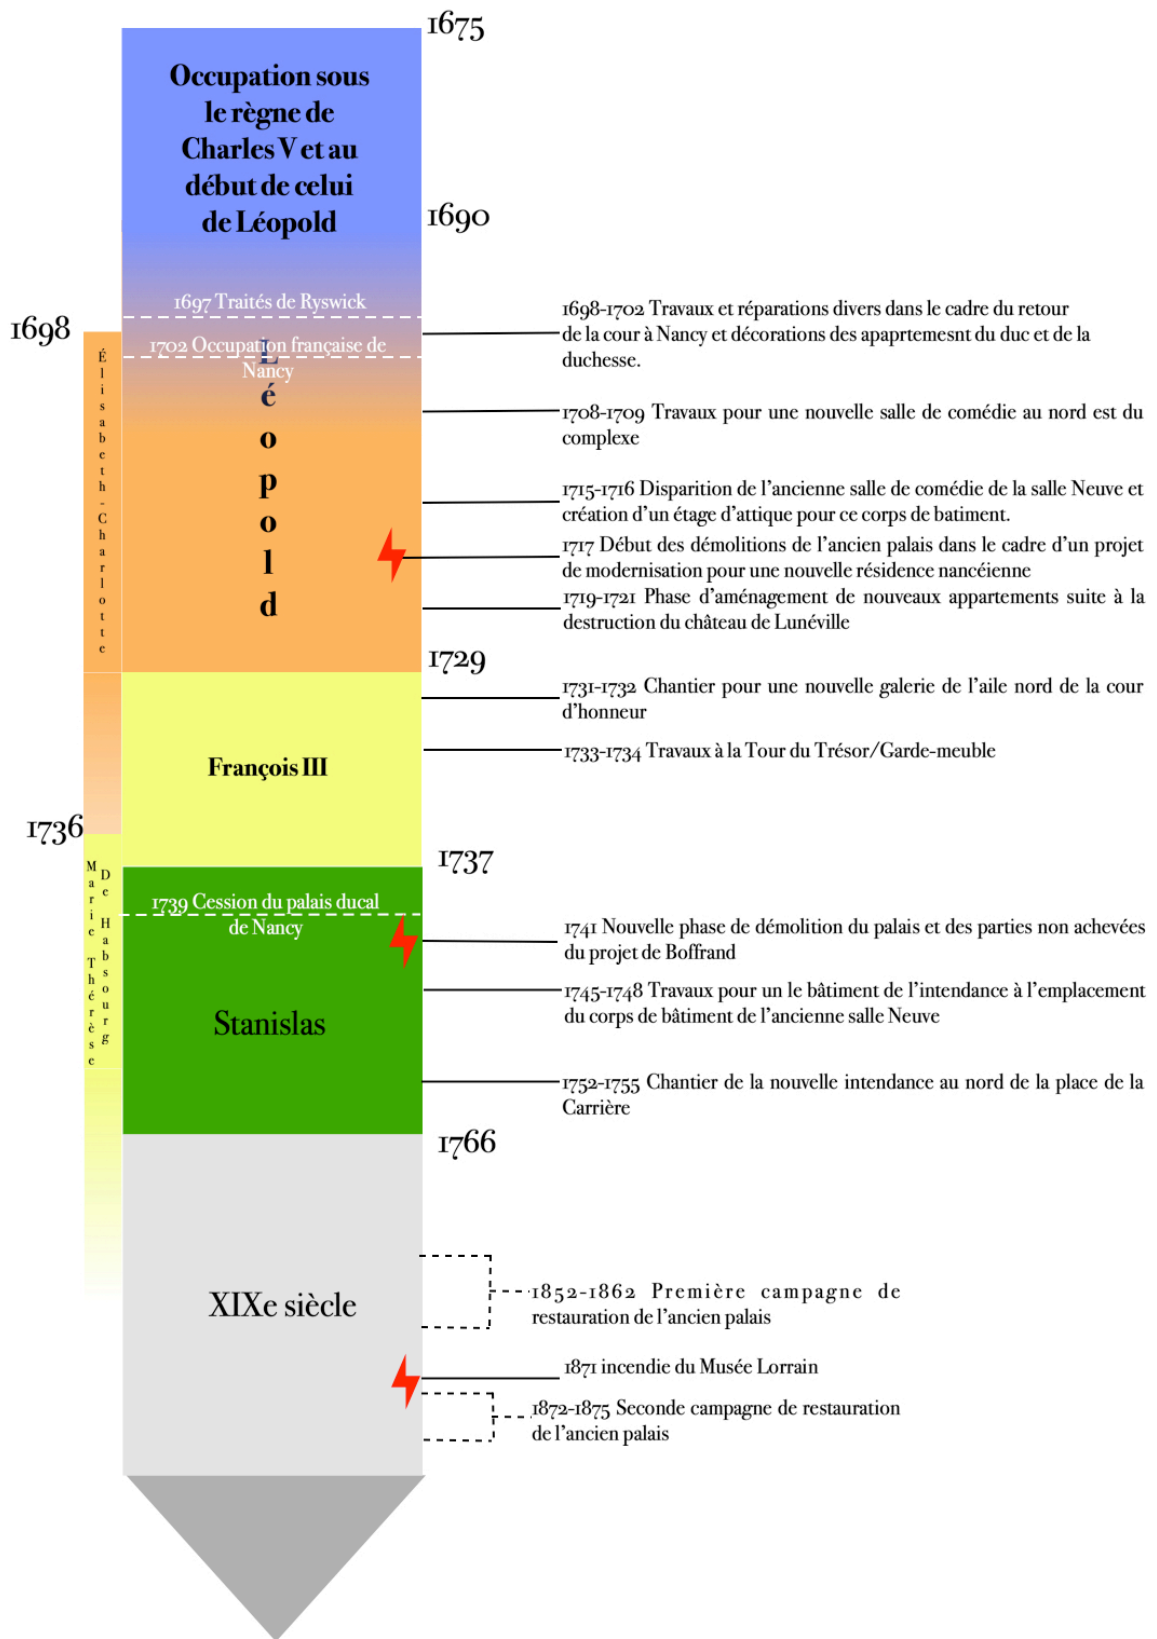 1675
Occupation sous
le règne de
Charles V et au
début de celui
de Léopold
1690
1697 Traités de Ryswick
1698
1702 Occupation française de
Nancy
Léopold
Élisabeth-Charlotte
1698-1702 Travaux et réparations divers dans le cadre du retour
de la cour à Nancy et décorations des apaprtemesnt du duc et de la
duchesse.
1708-1709 Travaux pour une nouvelle salle de comédie au nord est du
complexe
1715-1716 Disparition de l’ancienne salle de comédie de la salle Neuve et
création d’un étage d’attique pour ce corps de batiment.
1717 Début des démolitions de l’ancien palais dans le cadre d’un projet
de modernisation pour une nouvelle résidence nancéienne
1719-1721 Phase d’aménagement de nouveaux appartements suite à la
destruction du château de Lunéville
1729
1731-1732 Chantier pour une nouvelle galerie de l’aile nord de la cour
d’honneur
1733-1734 Travaux à la Tour du Trésor/Garde-meuble
François III
1736
1737
Marie Thérèse
De Habsourg
1739 Cession du palais ducal
de Nancy
1741 Nouvelle phase de démolition du palais et des parties non achevées
du projet de Boffrand
1745-1748 Travaux pour un le bâtiment de l’intendance à l’emplacement
du corps de bâtiment de l’ancienne salle Neuve
Stanislas
1752-1755 Chantier de la nouvelle intendance au nord de la place de la
Carrière
1766
XIXe siècle
1852-1862 Première campagne de
restauration de l’ancien palais
1871 incendie du Musée Lorrain
1872-1875 Seconde campagne de restauration
de l’ancien palais